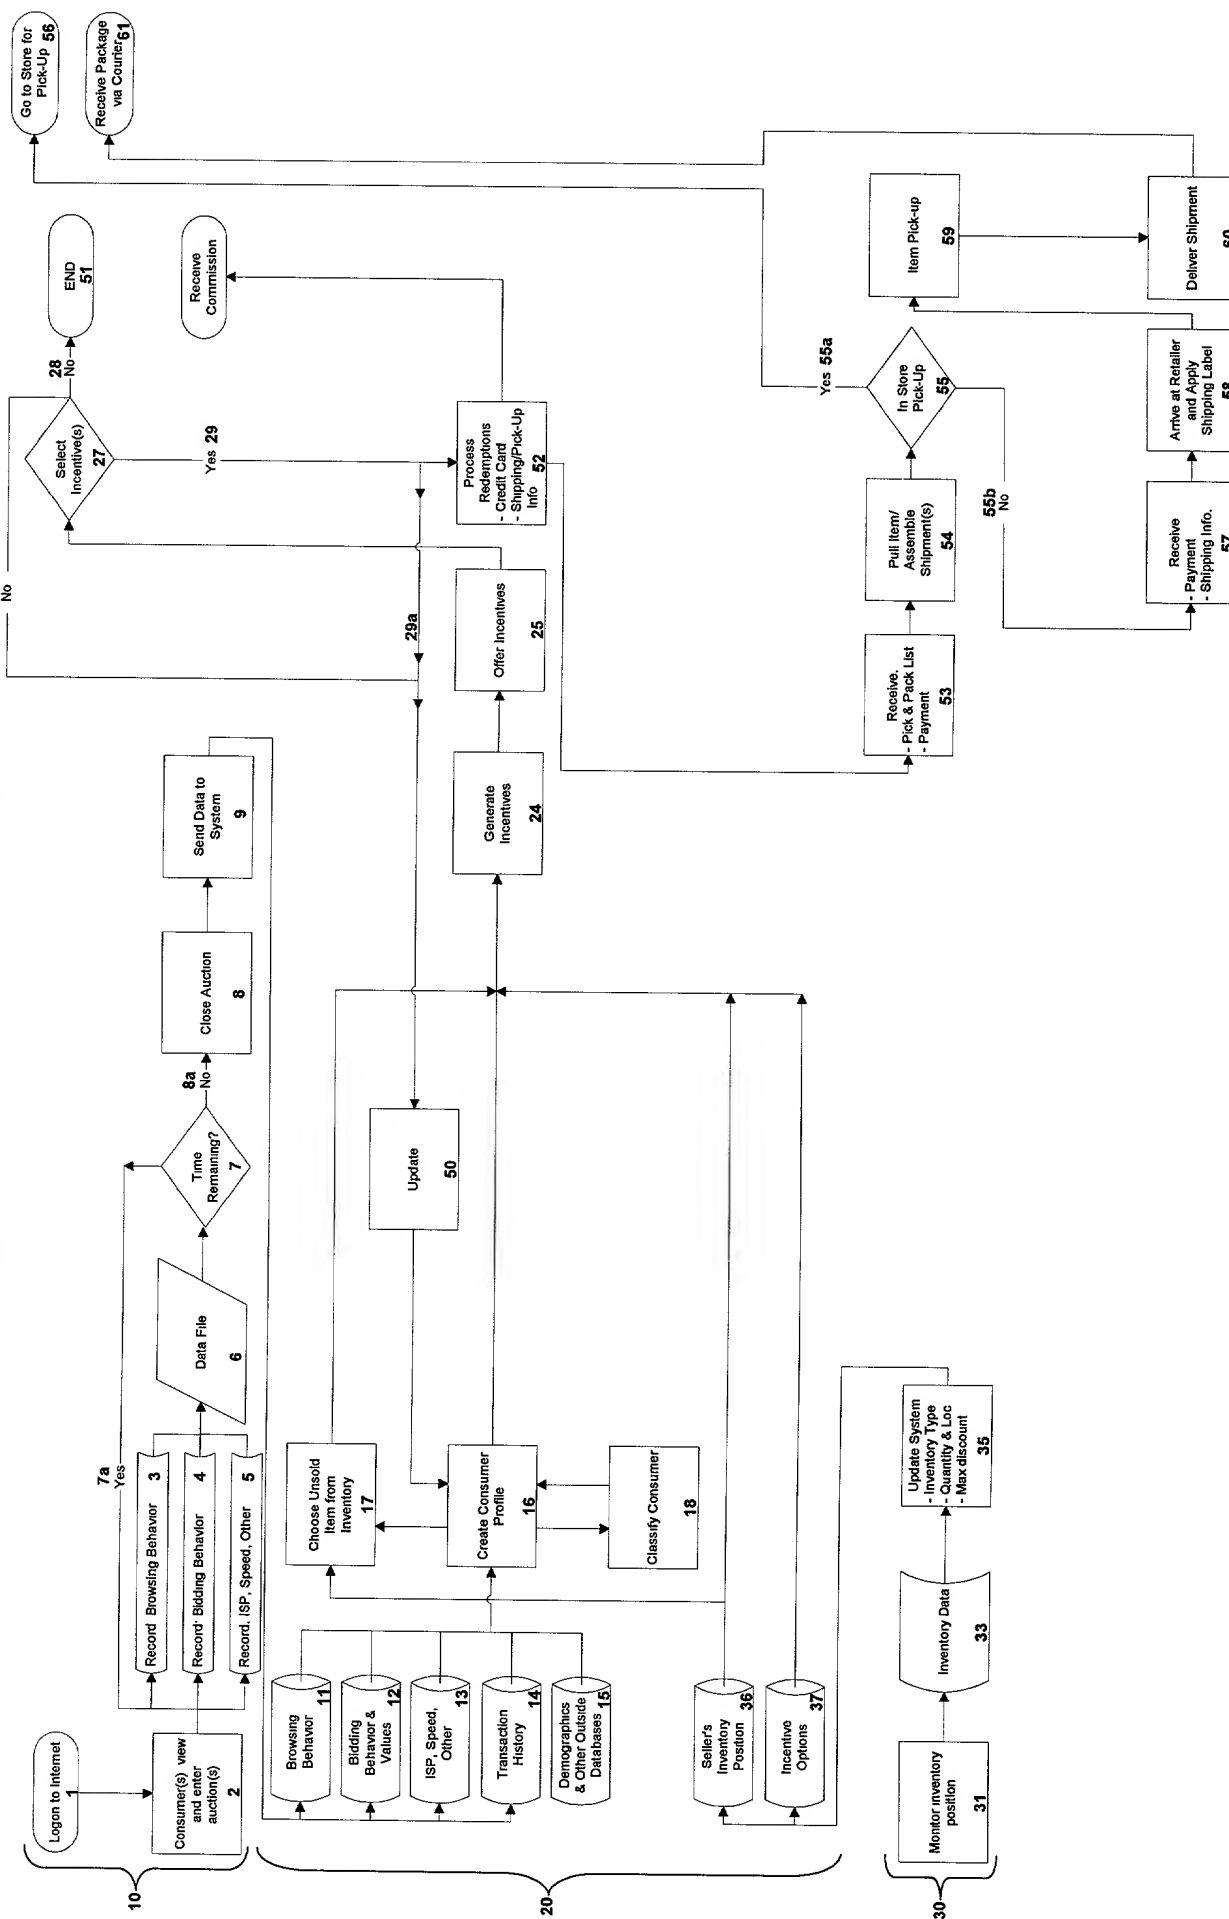 Logon to Internet
1
Consumer(s) view
and enter
auction(s)
2
10
7a
Yes
Record Browsing Behavior 3
Record Bidding Behavior 4
Record. ISP, Speed, Other 5
Data File
6
Time
Remaining?
7
8a
No
Close Auction
8
Send Data to
System
9
No
Select
Incentive(s)
27
28
No
END
51
Yes 29
Receive
Commission
Go to Store for
Pick-Up 56
Receive Package
via Courier 61
20
Browsing
Behavior
11
Bidding
Behavior &
Values
12
ISP, Speed,
Other
13
Transaction
History
14
Demographics
& Other Outside
Databases
15
Seller's
Inventory
Position
36
Incentive
Options
37
Choose Unsold
Item from
Inventory
17
Create Consumer
Profile
16
Classify Consumer
18
Update
50
29a
Generate
Incentives
24
Offer Incentives
25
Process
Redemptions
- Credit Card
- Shipping/Pick-Up
Info
52
30
Monitor inventory
position
31
Inventory Data
33
Update System
- Inventory Type
- Quantity & Loc
- Max discount
35
Receive.
- Pick & Pack List
- Payment
53
Pull Item/
Assemble
Shipment(s)
54
In Store
Pick-Up
55
Yes 55a
55b
No
Item Pick-up
59
Receive
- Payment
- Shipping Info.
57
Arrive at Retailer
and Apply
Shipping Label
58
Deliver Shipment
60